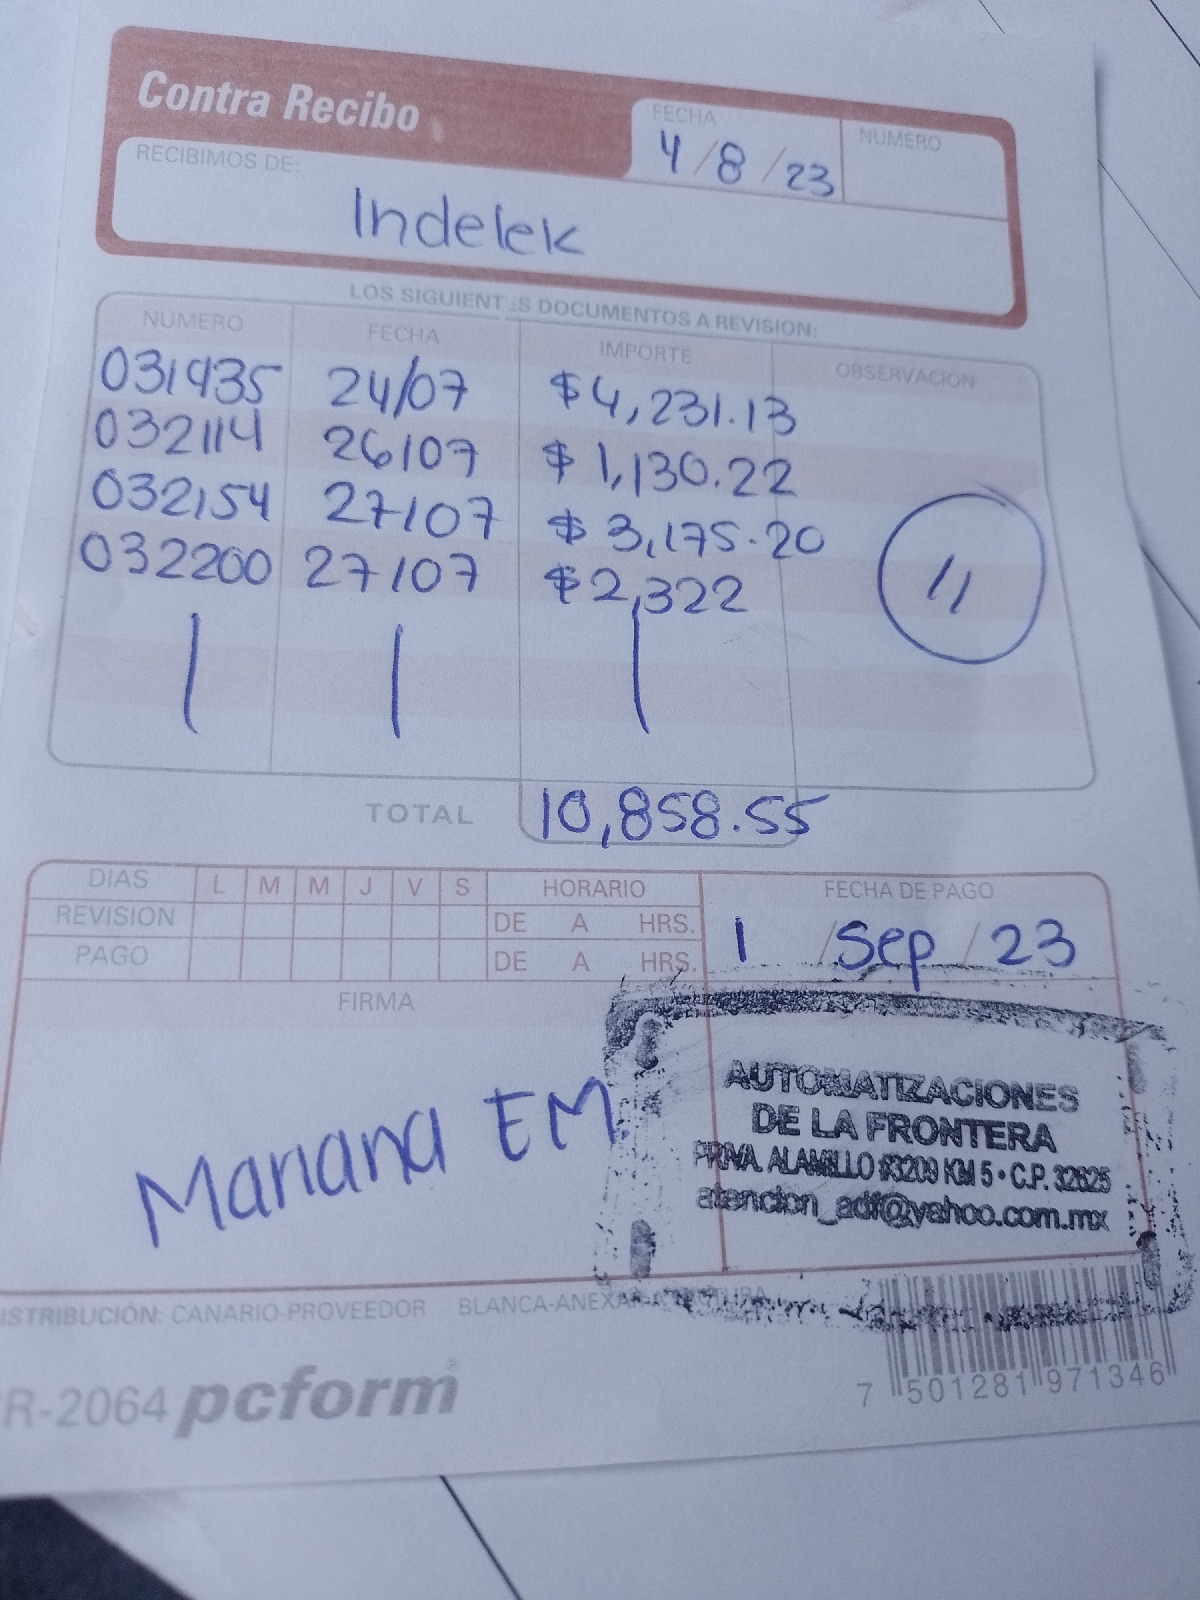 Contra Recibo
FECHA
NUMERO
4/8/23
RECIBIMOS DE:
Indelek
LOS SIGUIENTES DOCUMENTOS A REVISION:
NUMERO FECHA IMPORTE OBSERVACION
031935 24/07 $4,231.13
032114 26/07 $1,130.22
032154 27/07 $3,175.20
032200 27/07 $2,322
11
TOTAL 10,858.55
DIAS L M M J V S HORARIO
REVISION DE A HRS.
PAGO DE A HRS.
FECHA DE PAGO
1 / Sep / 23
FIRMA
Mariana EM
AUTOMATIZACIONES
DE LA FRONTERA
PRIVA. ALAMILLO #3209 KM 5 • C.P. 32625
atencion_adf@yahoo.com.mx
ISTRIBUCIÓN: CANARIO-PROVEEDOR BLANCA-ANEXAR
R-2064 pcform®
7 501281 971346